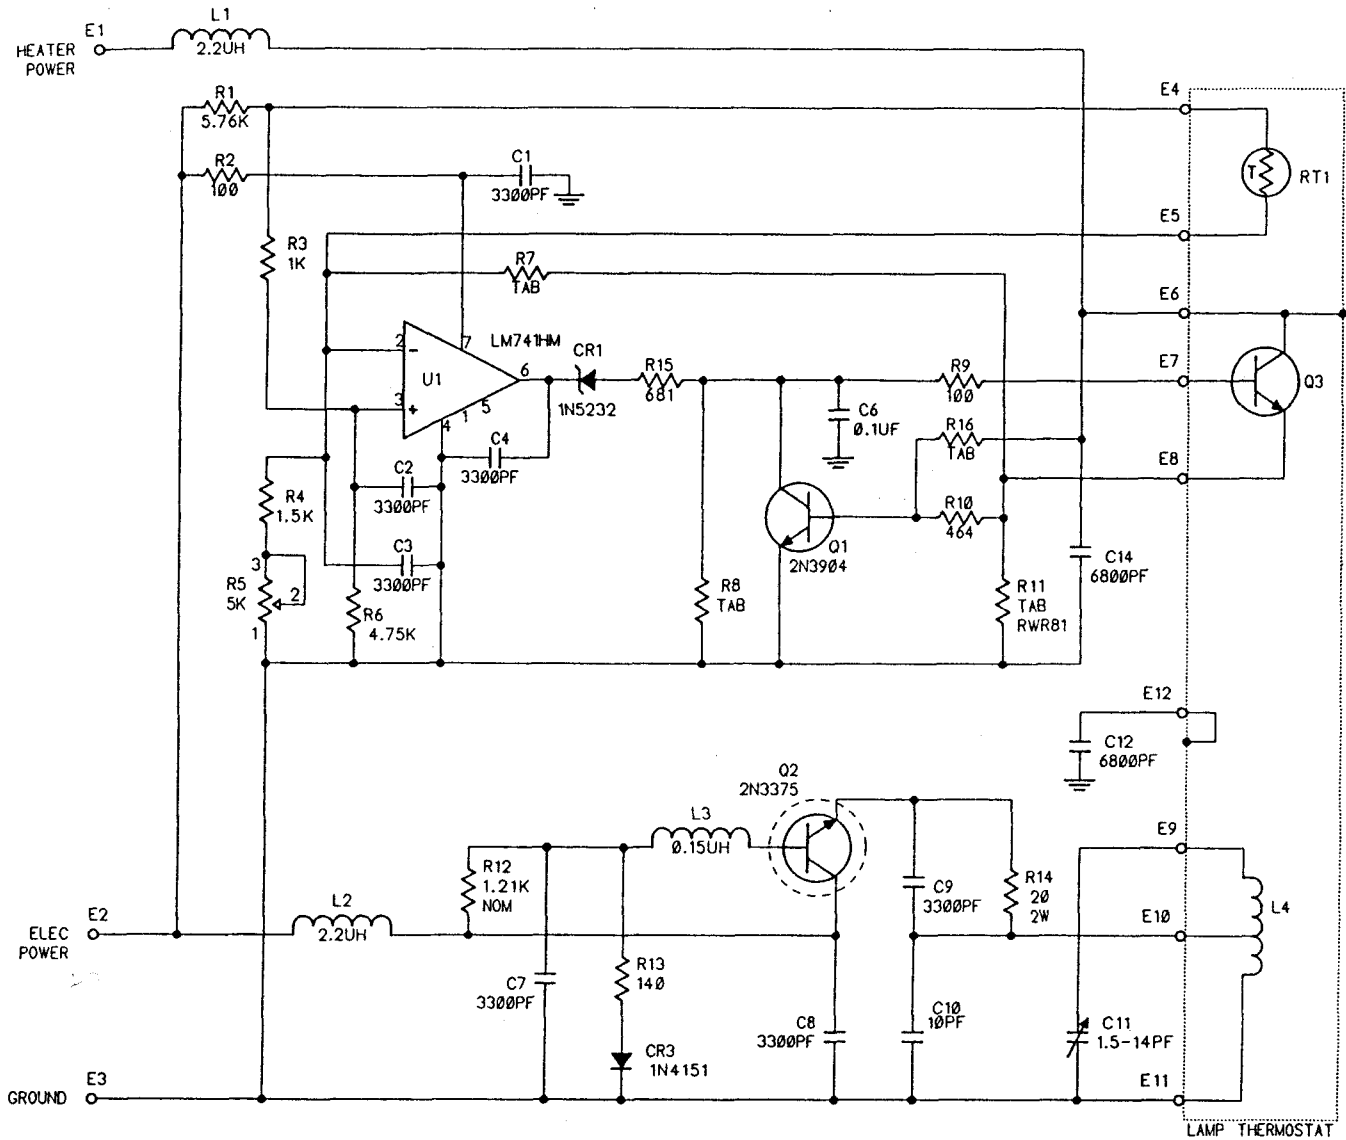 E1
HEATER
POWER
L1
2.2UH
R1
5.76K
R2
100
C1
3300PF
E4
T
RT1
E5
R3
1K
R7
TAB
E6
2
7
LM741HM
U1
6
CR1
1N5232
R15
681
R9
100
E7
Q3
3
5
1
4
C4
3300PF
C6
0.1UF
R16
TAB
E8
C2
3300PF
R4
1.5K
R10
464
Q1
2N3904
C3
3300PF
C14
6800PF
3
R5
5K
2
1
R6
4.75K
R8
TAB
R11
TAB
RWR81
E12
C12
6800PF
Q2
2N3375
L3
0.15UH
E9
R12
1.21K
NOM
C9
3300PF
R14
20
2W
L4
E2
ELEC
POWER
L2
2.2UH
E10
C7
3300PF
R13
140
C8
3300PF
C10
10PF
C11
1.5-14PF
CR3
1N4151
E3
GROUND
E11
LAMP THERMOSTAT